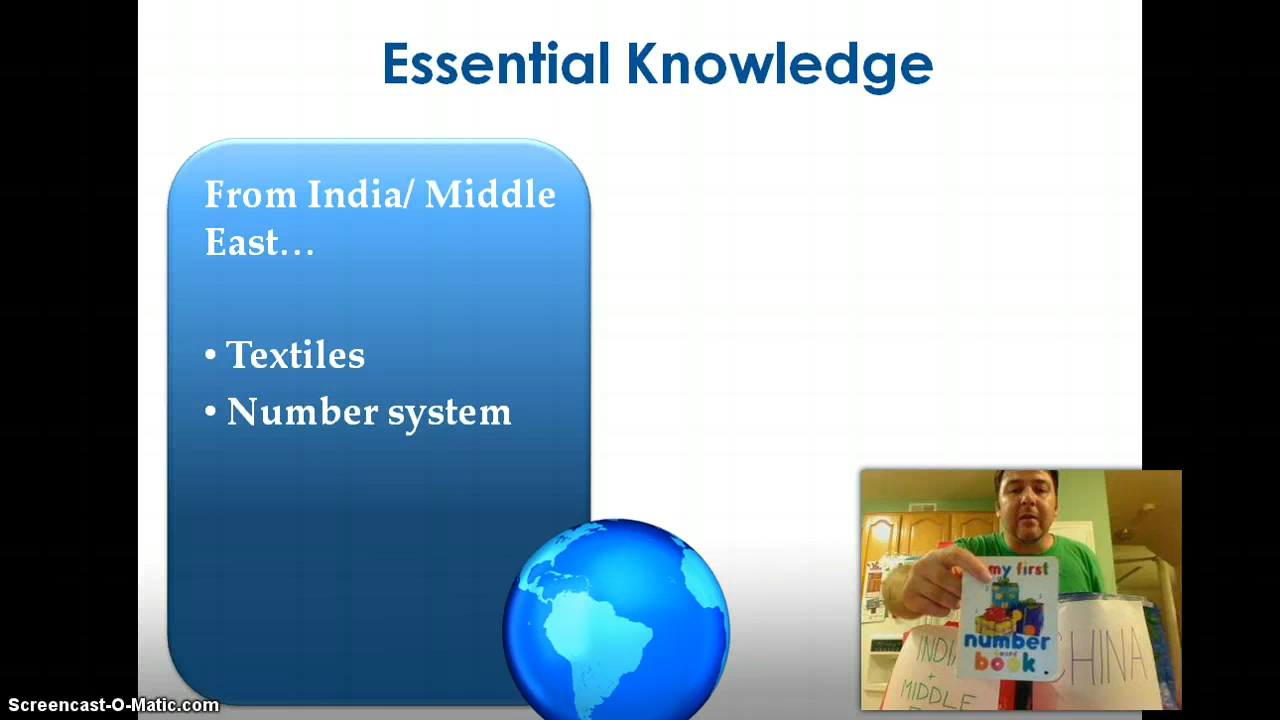 Essential Knowledge
From India/ Middle
East…
• Textiles
• Number system
my first
number
book
INDIA
+
MIDDLE
CHINA
Screencast-O-Matic.com